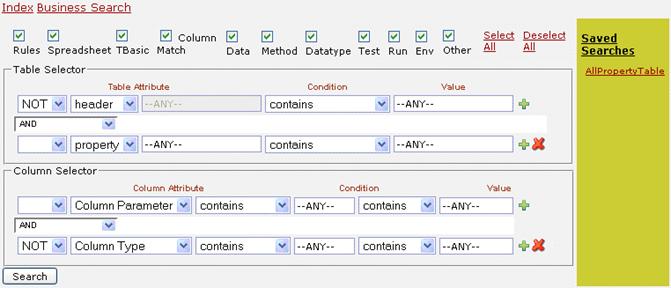 Index Business Search
Rules Spreadsheet TBasic Column Match Data Method Datatype Test Run Env Other Select All Deselect All
Table Selector
Table Attribute Condition Value
NOT header --ANY-- contains --ANY--
AND
property --ANY-- contains --ANY--
Column Selector
Column Attribute Condition Value
Column Parameter contains --ANY-- contains --ANY--
AND
NOT Column Type contains --ANY-- contains --ANY--
Search
Saved Searches
AllPropertyTable